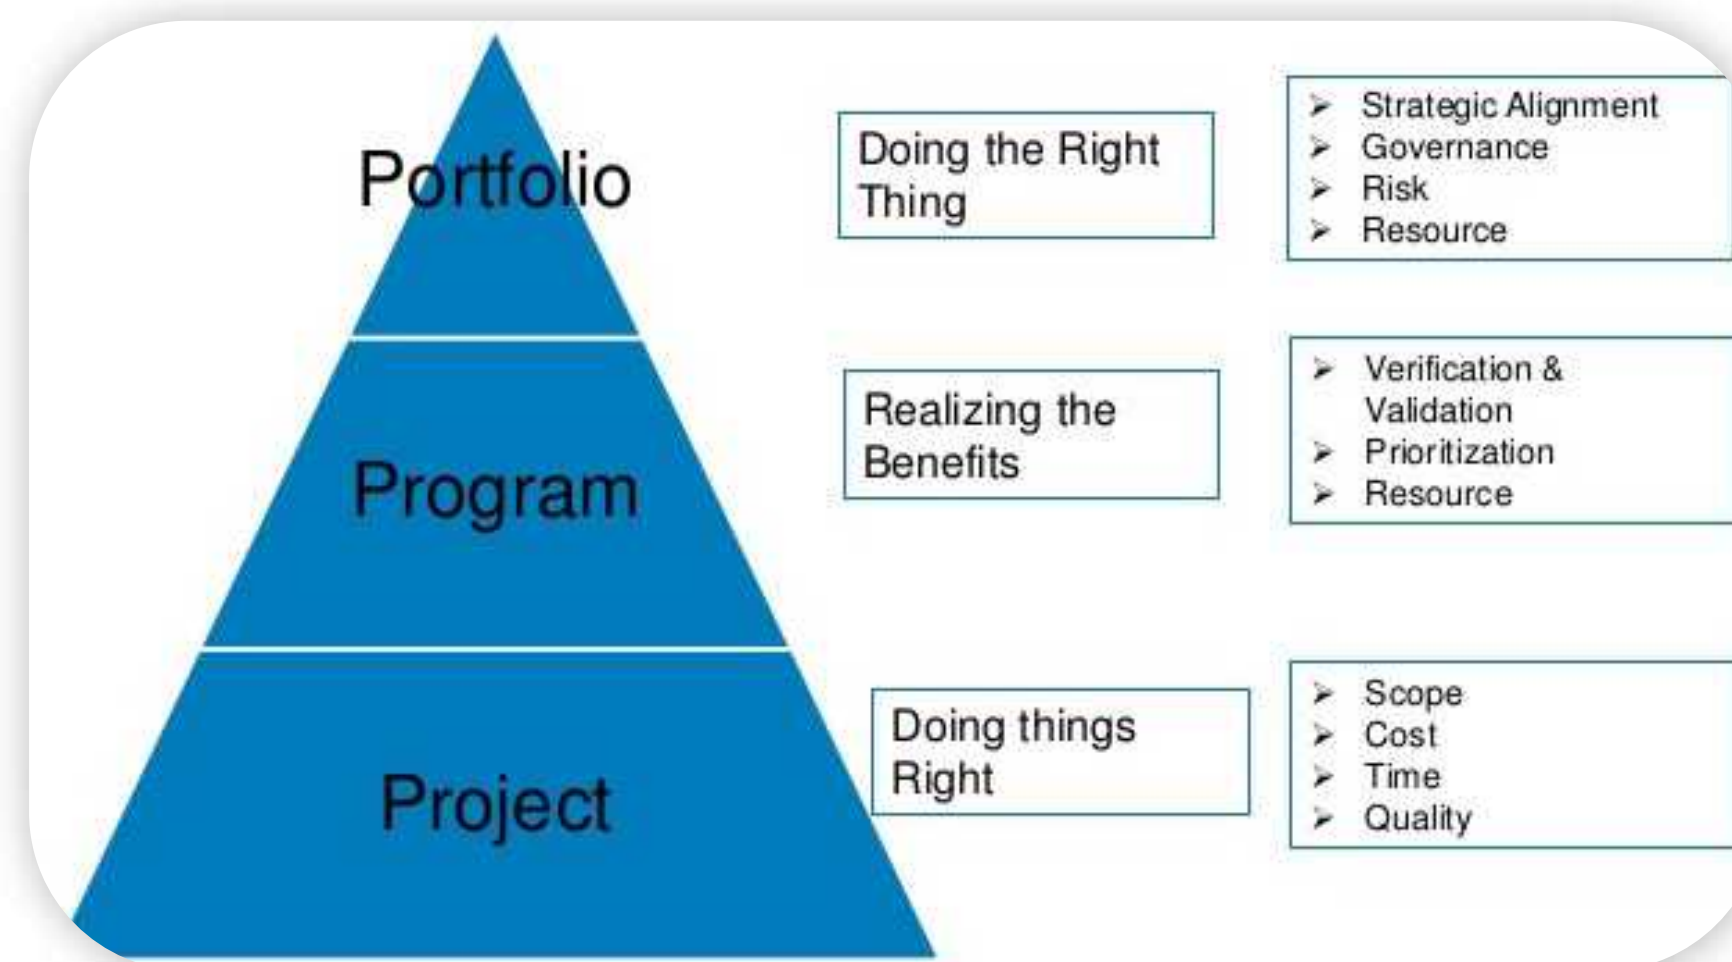 Portfolio
Doing the Right
Thing
➢ Strategic Alignment
➢ Governance
➢ Risk
➢ Resource
Program
Realizing the
Benefits
➢ Verification &
Validation
➢ Prioritization
➢ Resource
Project
Doing things
Right
➢ Scope
➢ Cost
➢ Time
➢ Quality